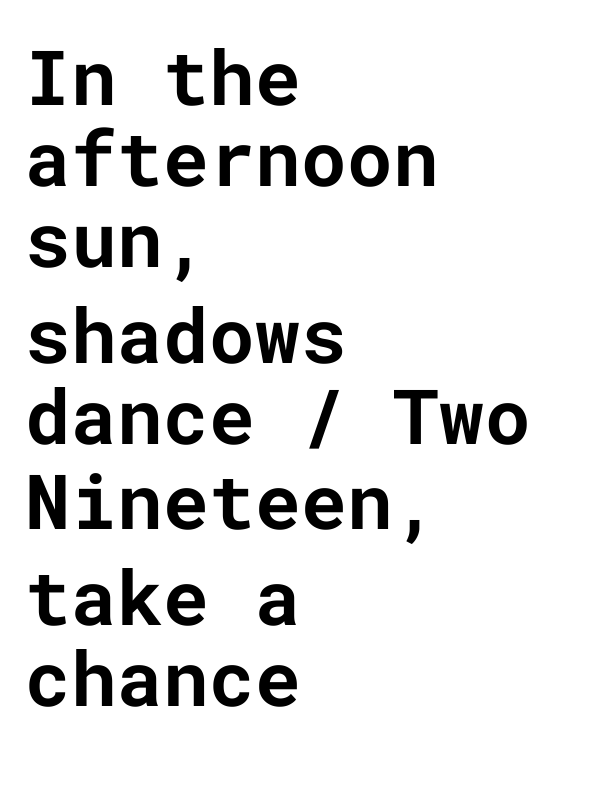 In the
afternoon
sun,
shadows
dance / Two
Nineteen,
take a
chance